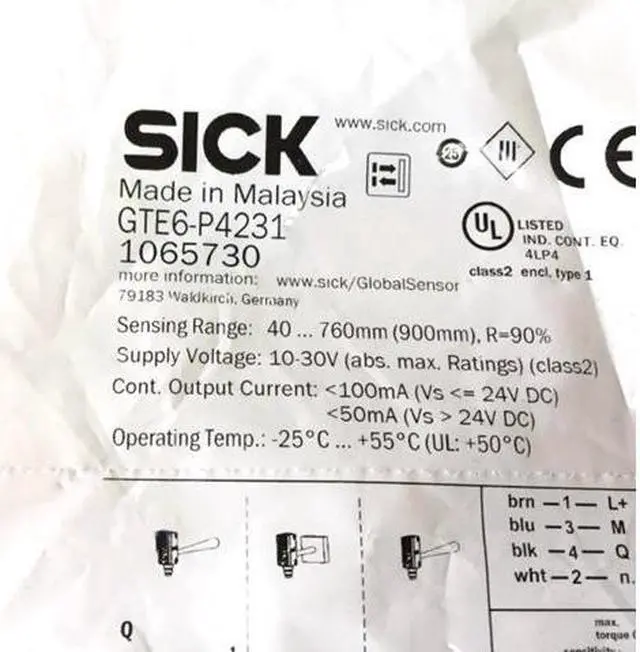 SICK
www.sick.com
25
III
CE
Made in Malaysia
GTE6-P4231
1065730
UL
LISTED
IND. CONT. EQ
4LP4
class2 encl. type 1
more information: www.sick/GlobalSensor
79183 Waldkirch, Germany
Sensing Range: 40 ... 760mm (900mm), R=90%
Supply Voltage: 10-30V (abs. max. Ratings) (class2)
Cont. Output Current: <100mA (Vs <= 24V DC)
<50mA (Vs > 24V DC)
Operating Temp.: -25°C ... +55°C (UL: +50°C)
brn - 1 - L+
blu - 3 - M
blk - 4 - Q
wht - 2 - n.
Q
max.
torque